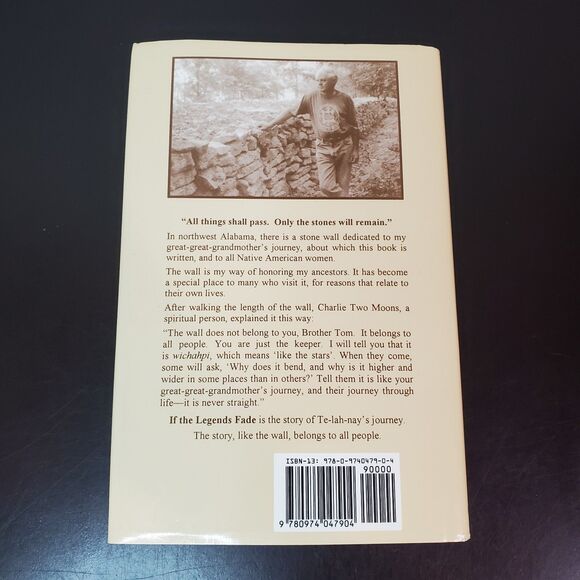 “All things shall pass. Only the stones will remain.”
In northwest Alabama, there is a stone wall dedicated to my
great-great-grandmother’s journey, about which this book is
written, and to all Native American women.
The wall is my way of honoring my ancestors. It has become
a special place to many who visit it, for reasons that relate to
their own lives.
After walking the length of the wall, Charlie Two Moons, a
spiritual person, explained it this way:
“The wall does not belong to you, Brother Tom. It belongs to
all people. You are just the keeper. I will tell you that it
is wichahpi, which means ‘like the stars’. When they come,
some will ask, ‘Why does it bend, and why is it higher and
wider in some places than in others?’ Tell them it is like your
great-great-grandmother’s journey, and their journey through
life—it is never straight.”
If the Legends Fade is the story of Te-lah-nay’s journey.
The story, like the wall, belongs to all people.
ISBN-13: 978-0-9740479-0-4
90000
9 780974 047904